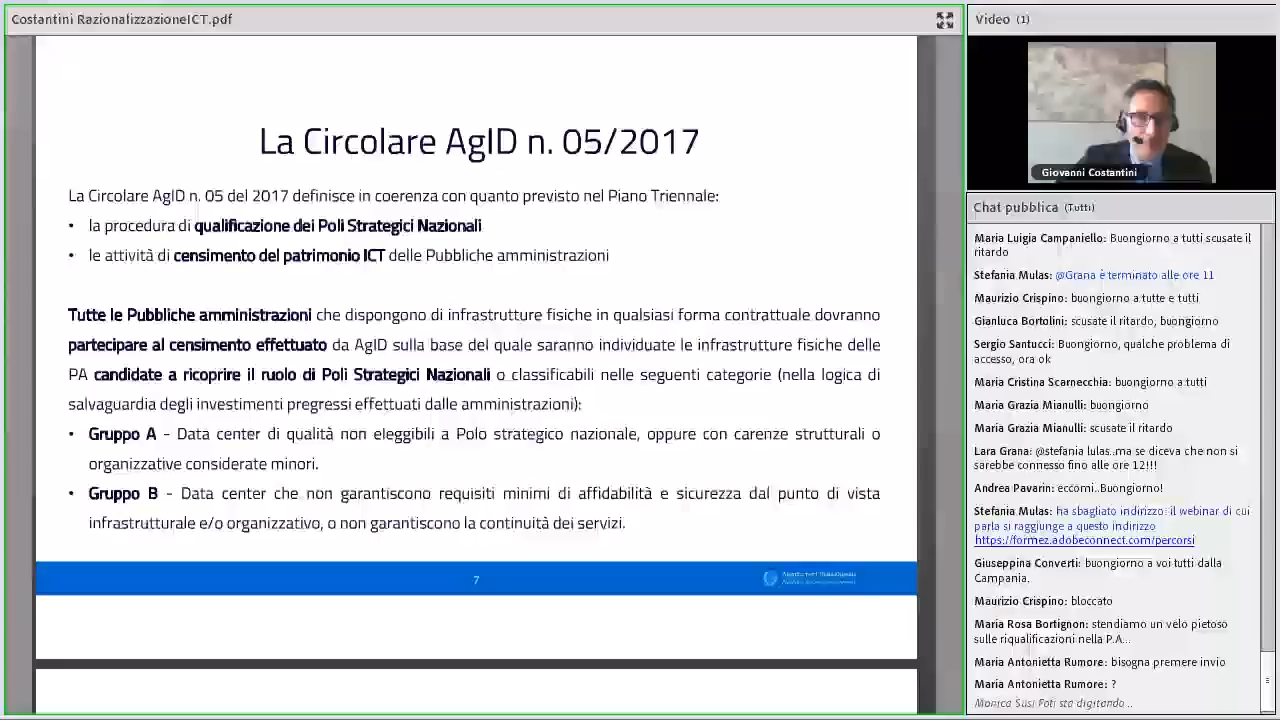 Costantini RazionalizzazioneICT.pdf
La Circolare AgID n. 05/2017
La Circolare AgID n. 05 del 2017 definisce in coerenza con quanto previsto nel Piano Triennale:
• la procedura di qualificazione dei Poli Strategici Nazionali
• le attività di censimento del patrimonio ICT delle Pubbliche amministrazioni
Tutte le Pubbliche amministrazioni che dispongono di infrastrutture fisiche in qualsiasi forma contrattuale dovranno
partecipare al censimento effettuato da AgID sulla base del quale saranno individuate le infrastrutture fisiche delle
PA candidate a ricoprire il ruolo di Poli Strategici Nazionali o classificabili nelle seguenti categorie (nella logica di
salvaguardia degli investimenti pregressi effettuati dalle amministrazioni):
• Gruppo A - Data center di qualità non eleggibili a Polo strategico nazionale, oppure con carenze strutturali o
organizzative considerate minori.
• Gruppo B - Data center che non garantiscono requisiti minimi di affidabilità e sicurezza dal punto di vista
infrastrutturale e/o organizzativo, o non garantiscono la continuità dei servizi.
7
Video (1)
Giovanni Costantini
Chat pubblica (Tutti)
Maria Luigia Campaniello: Buongiorno a tutti scusate il
ritardo
Stefania Mulas: @Grana è terminato alle ore 11
Maurizio Crispino: buongiorno a tutte e tutti
Gianluca Bortolini: scusate il ritardo, buongiorno
Sergio Santucci: Buongiorno, qualche problema di
accesso, ora ok
Maria Cristina Scarnecchia: buongiorno a tutti
Maria Grazia Mianulli: buongiorno
Maria Grazia Mianulli: scusate il ritardo
Lara Grana: @stefania lulas..ma se diceva che non si
sarebbe connesso fino alle ore 12!!!
Andrea Pavarin: eccomi..Buongiorno!
Stefania Mulas: ha sbagliato indirizzo: il webinar di cui
parla si raggiunge a questo indirizzo
https://formez.adobeconnect.com/percorsi
Giuseppina Converti: buongiorno a voi tutti dalla
Campania.
Maurizio Crispino: bloccato
Maria Rosa Bortignon: stendiamo un velo pietoso
sulle riqualificazioni nella P.A...
Maria Antonietta Rumore: bisogna premere invio
Maria Antonietta Rumore: ?
Monica Susi Foti sta digitando ..